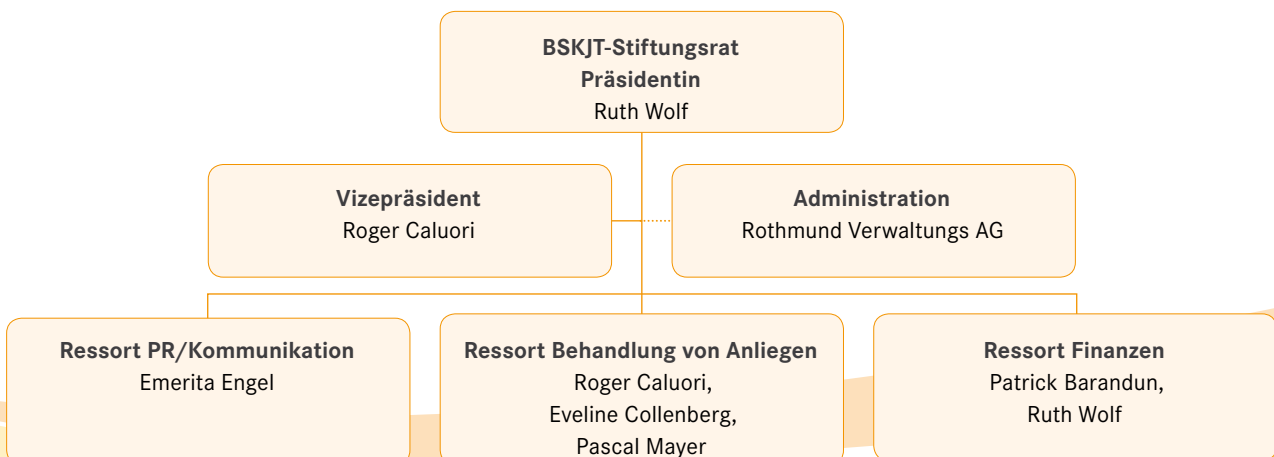 BSKJT-Stiftungsrat
Präsidentin
Ruth Wolf
Vizepräsident
Roger Caluori
Administration
Rothmund Verwaltungs AG
Ressort PR/Kommunikation
Emerita Engel
Ressort Behandlung von Anliegen
Roger Caluori,
Eveline Collenberg,
Pascal Mayer
Ressort Finanzen
Patrick Barandun,
Ruth Wolf